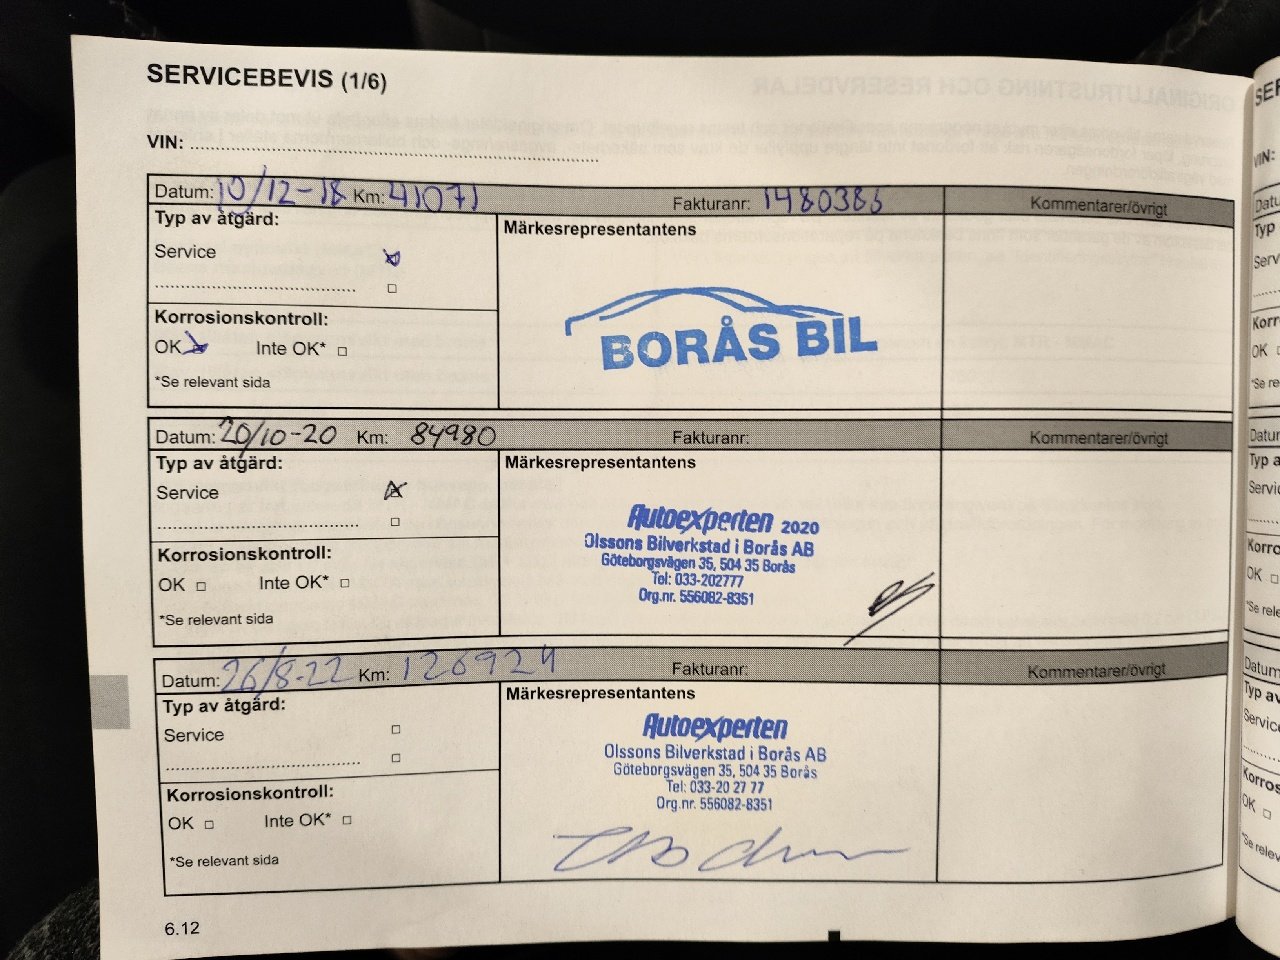 SERVICEBEVIS (1/6)
VIN:
Datum: 10/12-18 Km: 41071 Fakturanr: 1480385 Kommentarer/övrigt
Typ av åtgärd:
Service
Märkesrepresentantens
BORÅS BIL
Korrosionskontroll:
OK Inte OK*
*Se relevant sida
Datum: 20/10-20 Km: 84980 Fakturanr: Kommentarer/övrigt
Typ av åtgärd:
Service
Märkesrepresentantens
Autoexperten 2020
Olssons Bilverkstad i Borås AB
Göteborgsvägen 35, 504 35 Borås
Tel: 033-202777
Org.nr. 556082-8351
Korrosionskontroll:
OK Inte OK*
*Se relevant sida
Datum: 26/8-22 Km: 126924 Fakturanr: Kommentarer/övrigt
Typ av åtgärd:
Service
Märkesrepresentantens
Autoexperten
Olssons Bilverkstad i Borås AB
Göteborgsvägen 35, 504 35 Borås
Tel: 033-20 27 77
Org.nr. 556082-8351
Korrosionskontroll:
OK Inte OK*
*Se relevant sida
6.12
VIN:
Typ
OK